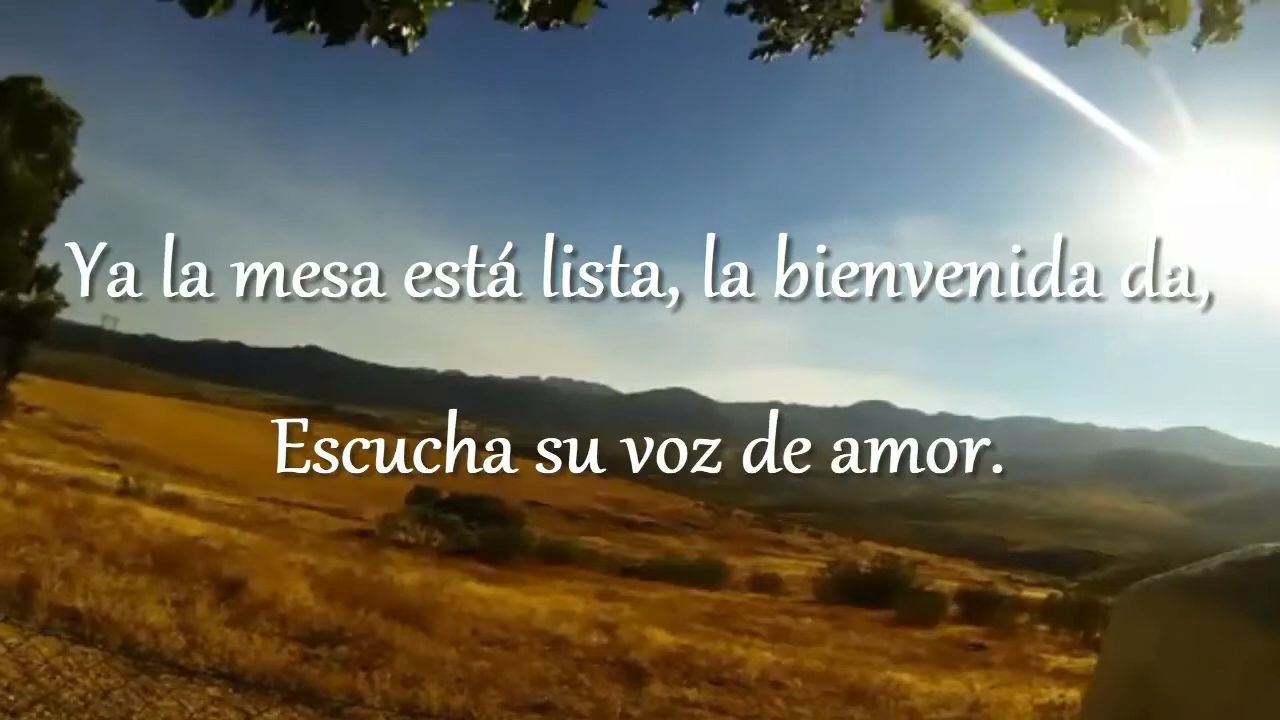 Ya la mesa está lista, la bienvenida da,
Escucha su voz de amor.